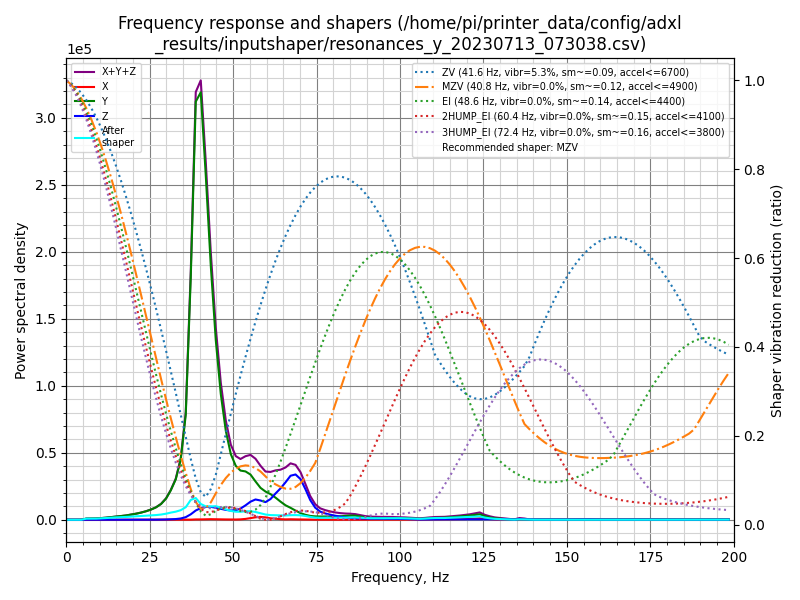 Frequency response and shapers (/home/pi/printer_data/config/adxl
_results/inputshaper/resonances_y_20230713_073038.csv)
1e5
X+Y+Z
X
Y
Z
After
shaper
ZV (41.6 Hz, vibr=5.3%, sm~=0.09, accel<=6700)
MZV (40.8 Hz, vibr=0.0%, sm~=0.12, accel<=4900)
EI (48.6 Hz, vibr=0.0%, sm~=0.14, accel<=4400)
2HUMP_EI (60.4 Hz, vibr=0.0%, sm~=0.15, accel<=4100)
3HUMP_EI (72.4 Hz, vibr=0.0%, sm~=0.16, accel<=3800)
Recommended shaper: MZV
Power spectral density
3.0
2.5
2.0
1.5
1.0
0.5
0.0
1.0
0.8
0.6
0.4
0.2
0.0
Shaper vibration reduction (ratio)
0 25 50 75 100 125 150 175 200
Frequency, Hz